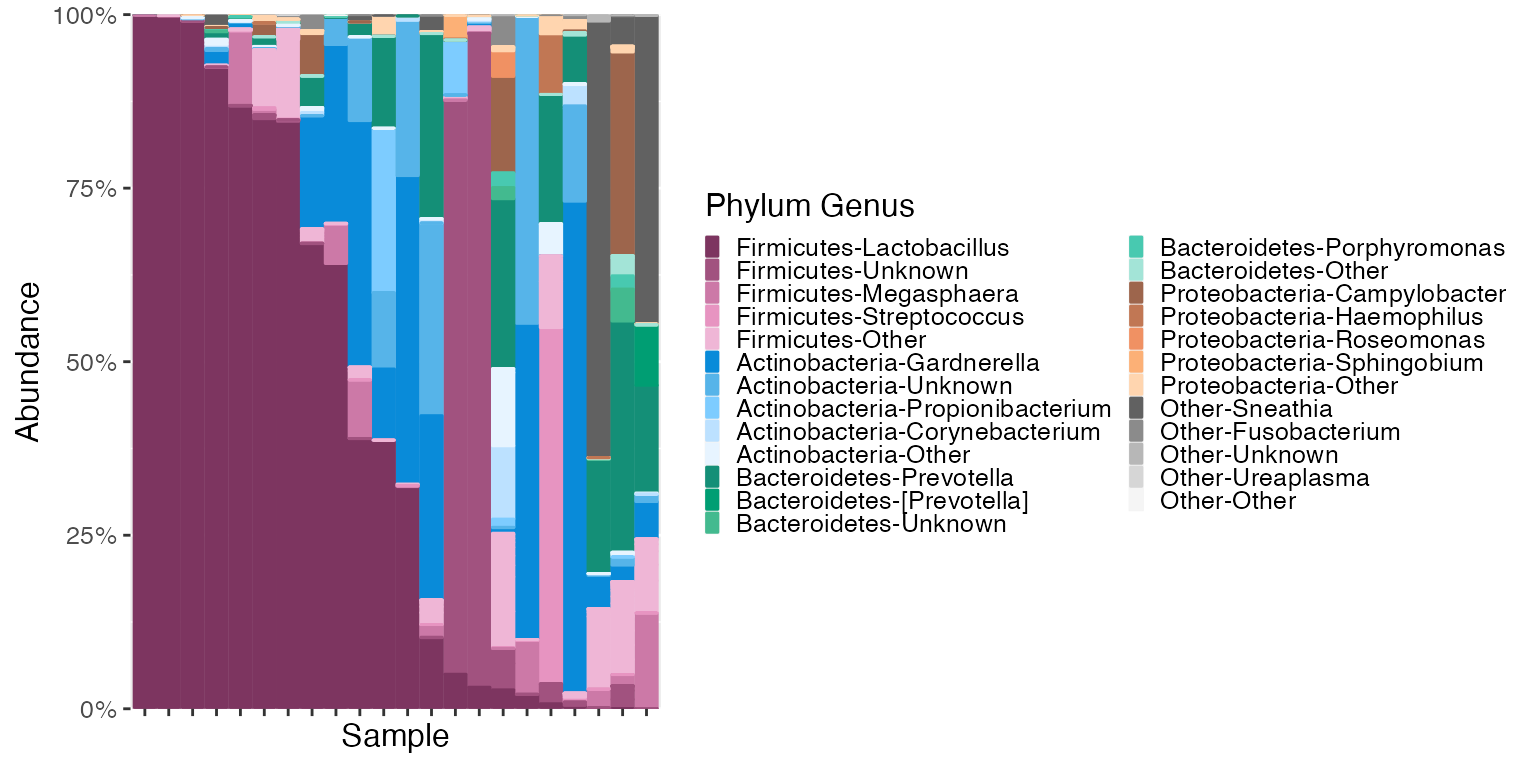 100%
75%
50%
25%
0%
Abundance
Sample
Phylum Genus
Firmicutes-Lactobacillus
Firmicutes-Unknown
Firmicutes-Megasphaera
Firmicutes-Streptococcus
Firmicutes-Other
Actinobacteria-Gardnerella
Actinobacteria-Unknown
Actinobacteria-Propionibacterium
Actinobacteria-Corynebacterium
Actinobacteria-Other
Bacteroidetes-Prevotella
Bacteroidetes-[Prevotella]
Bacteroidetes-Unknown
Bacteroidetes-Porphyromonas
Bacteroidetes-Other
Proteobacteria-Campylobacter
Proteobacteria-Haemophilus
Proteobacteria-Roseomonas
Proteobacteria-Sphingobium
Proteobacteria-Other
Other-Sneathia
Other-Fusobacterium
Other-Unknown
Other-Ureaplasma
Other-Other